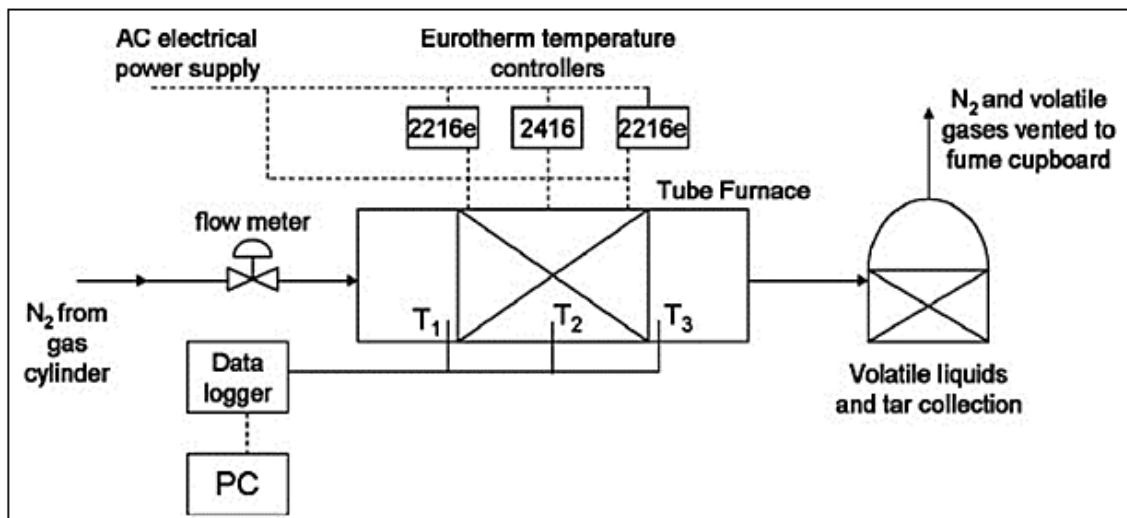 AC electrical
power supply
Eurotherm temperature
controllers
2216e
2416
2216e
N₂ and volatile
gases vented to
fume cupboard
Tube Furnace
flow meter
N₂ from
gas
cylinder
T₁
T₂
T₃
Data
logger
PC
Volatile liquids
and tar collection